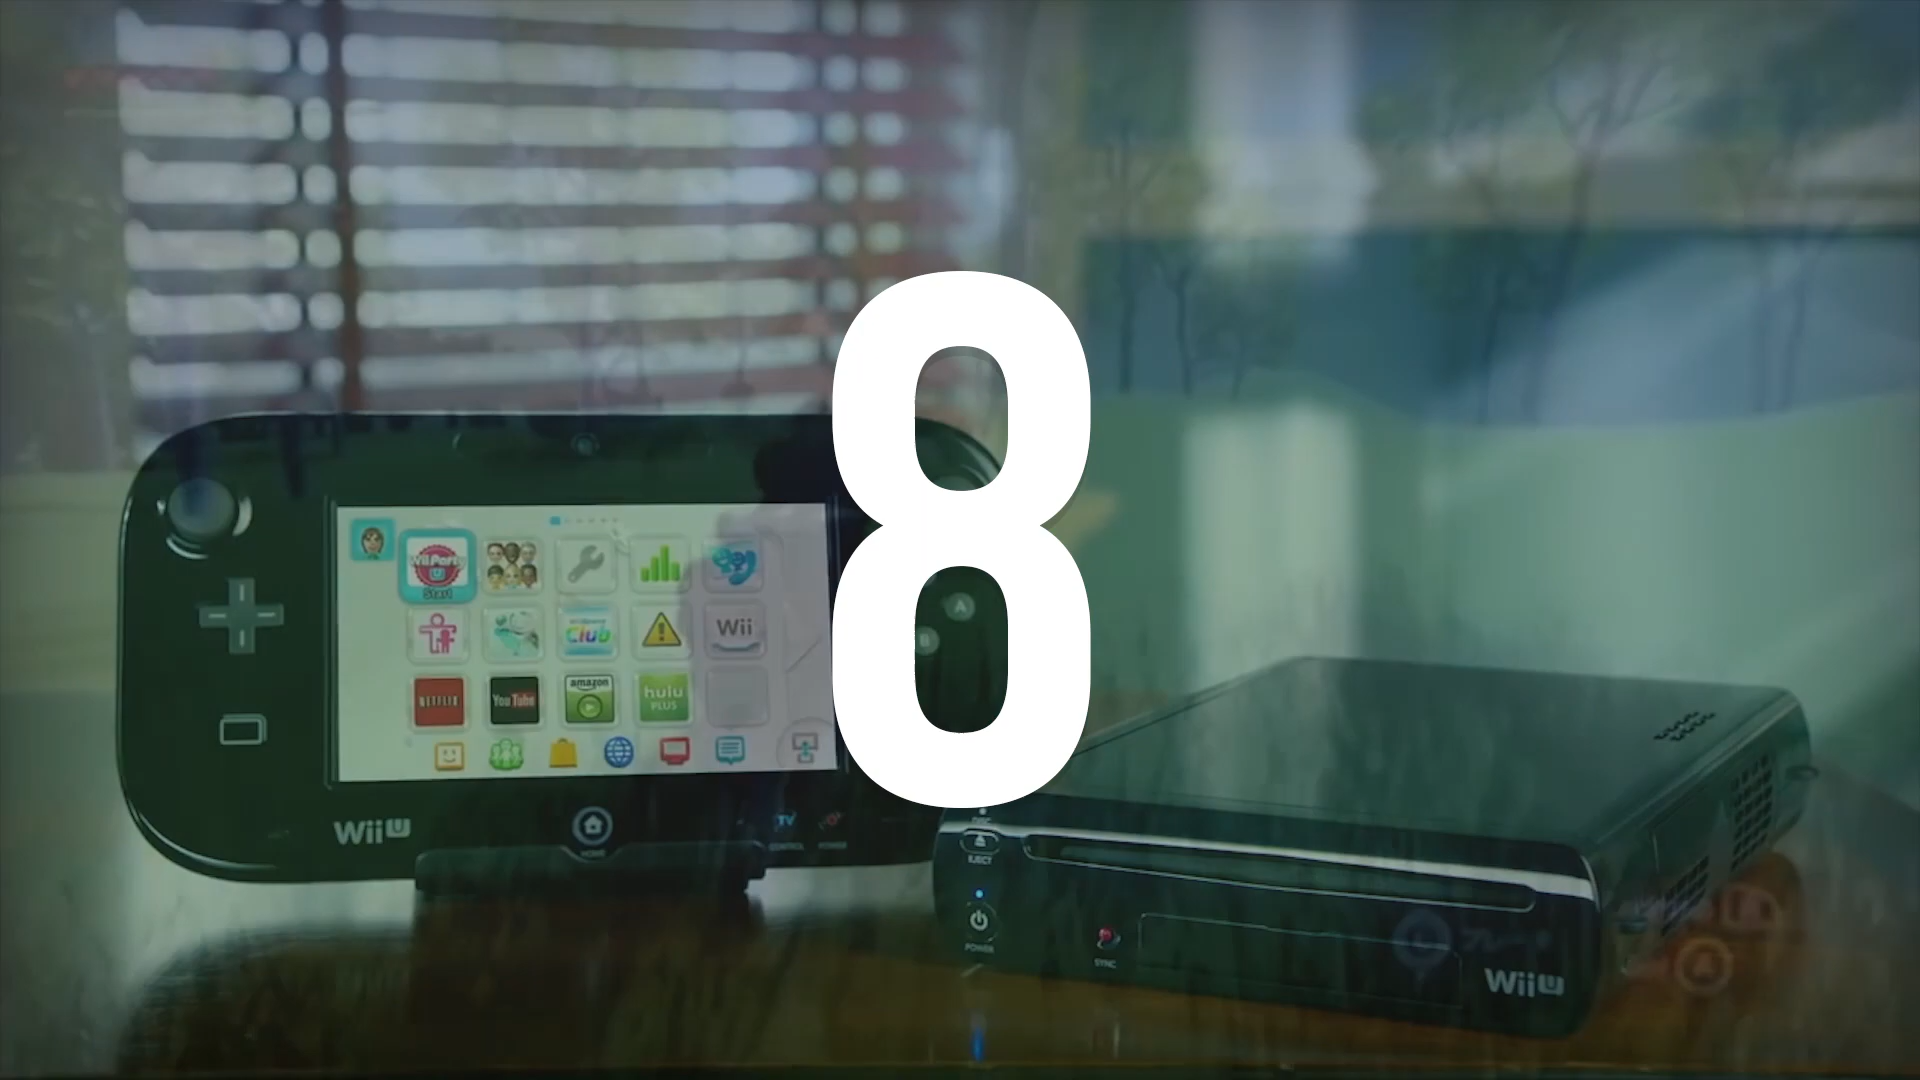 8
Wii Party
U
Start
Club
Wii
NETFLIX
YouTube
amazon
hulu
PLUS
A
B
Wii U
HOME
TV
CONTROL
POWER
DISC
EJECT
POWER
SYNC
Wii U